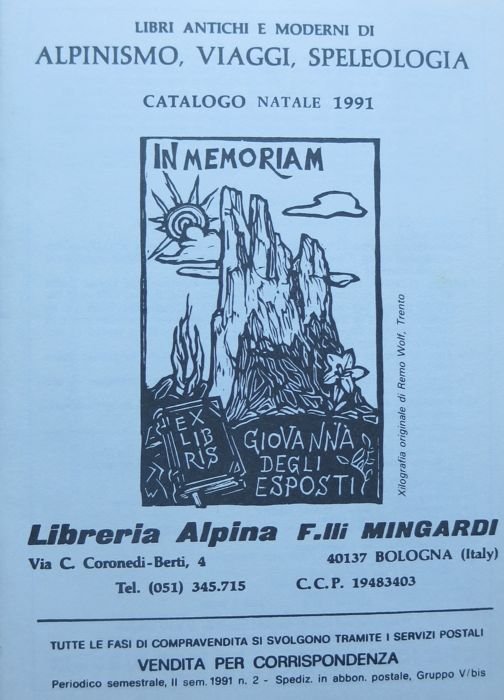 LIBRI ANTICHI E MODERNI DI
ALPINISMO, VIAGGI, SPELEOLOGIA
CATALOGO NATALE 1991
IN MEMORIAM
EX
LIB
RIS
GIOVANNA
DEGLI
ESPOSTI
Xilografia originale di Remo Wolf, Trento
Libreria Alpina F.lli MINGARDI
Via C. Coronedi-Berti, 4 40137 BOLOGNA (Italy)
Tel. (051) 345.715 C.C.P. 19483403
TUTTE LE FASI DI COMPRAVENDITA SI SVOLGONO TRAMITE I SERVIZI POSTALI
VENDITA PER CORRISPONDENZA
Periodico semestrale, II sem. 1991 n. 2 - Spediz. in abbon. postale, Gruppo V/bis